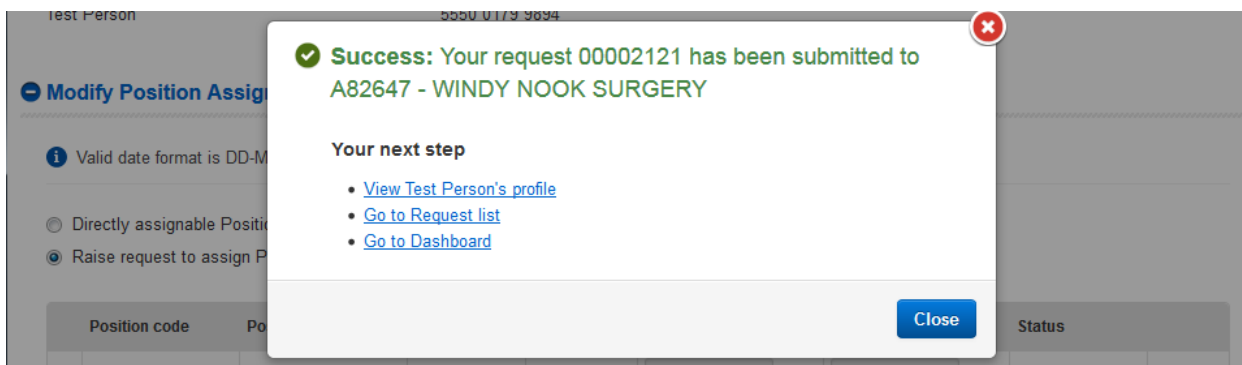 Test Person 5550 0179 9894
Success: Your request 00002121 has been submitted to
A82647 - WINDY NOOK SURGERY
Modify Position Assig
Your next step
Valid date format is DD-M
• View Test Person's profile
• Go to Request list
• Go to Dashboard
Directly assignable Positi
Raise request to assign P
Close
Position code Po Status